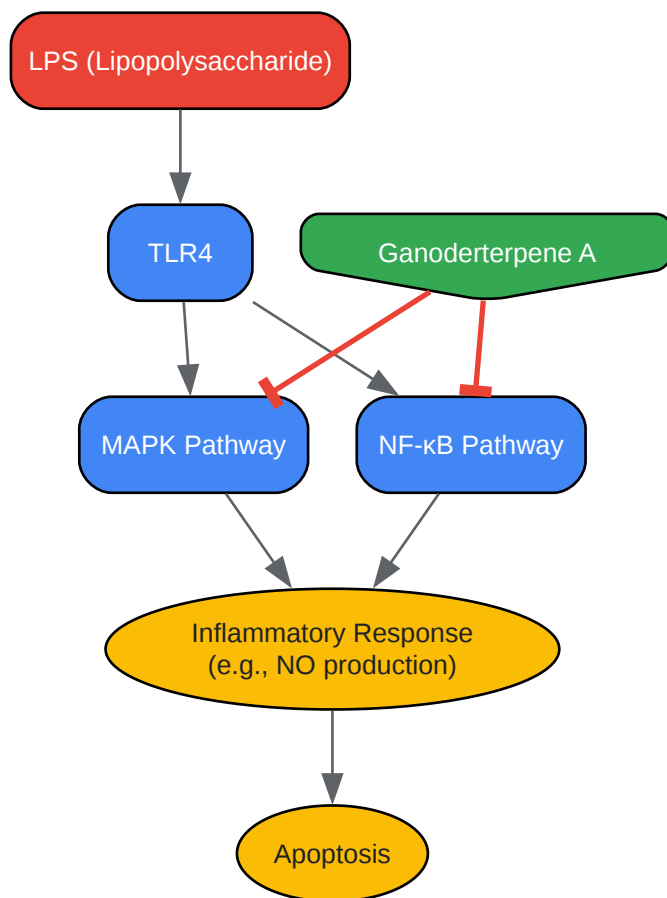 LPS (Lipopolysaccharide)
TLR4
Ganoderterpene A
MAPK Pathway
NF-κB Pathway
Inflammatory Response
(e.g., NO production)
Apoptosis